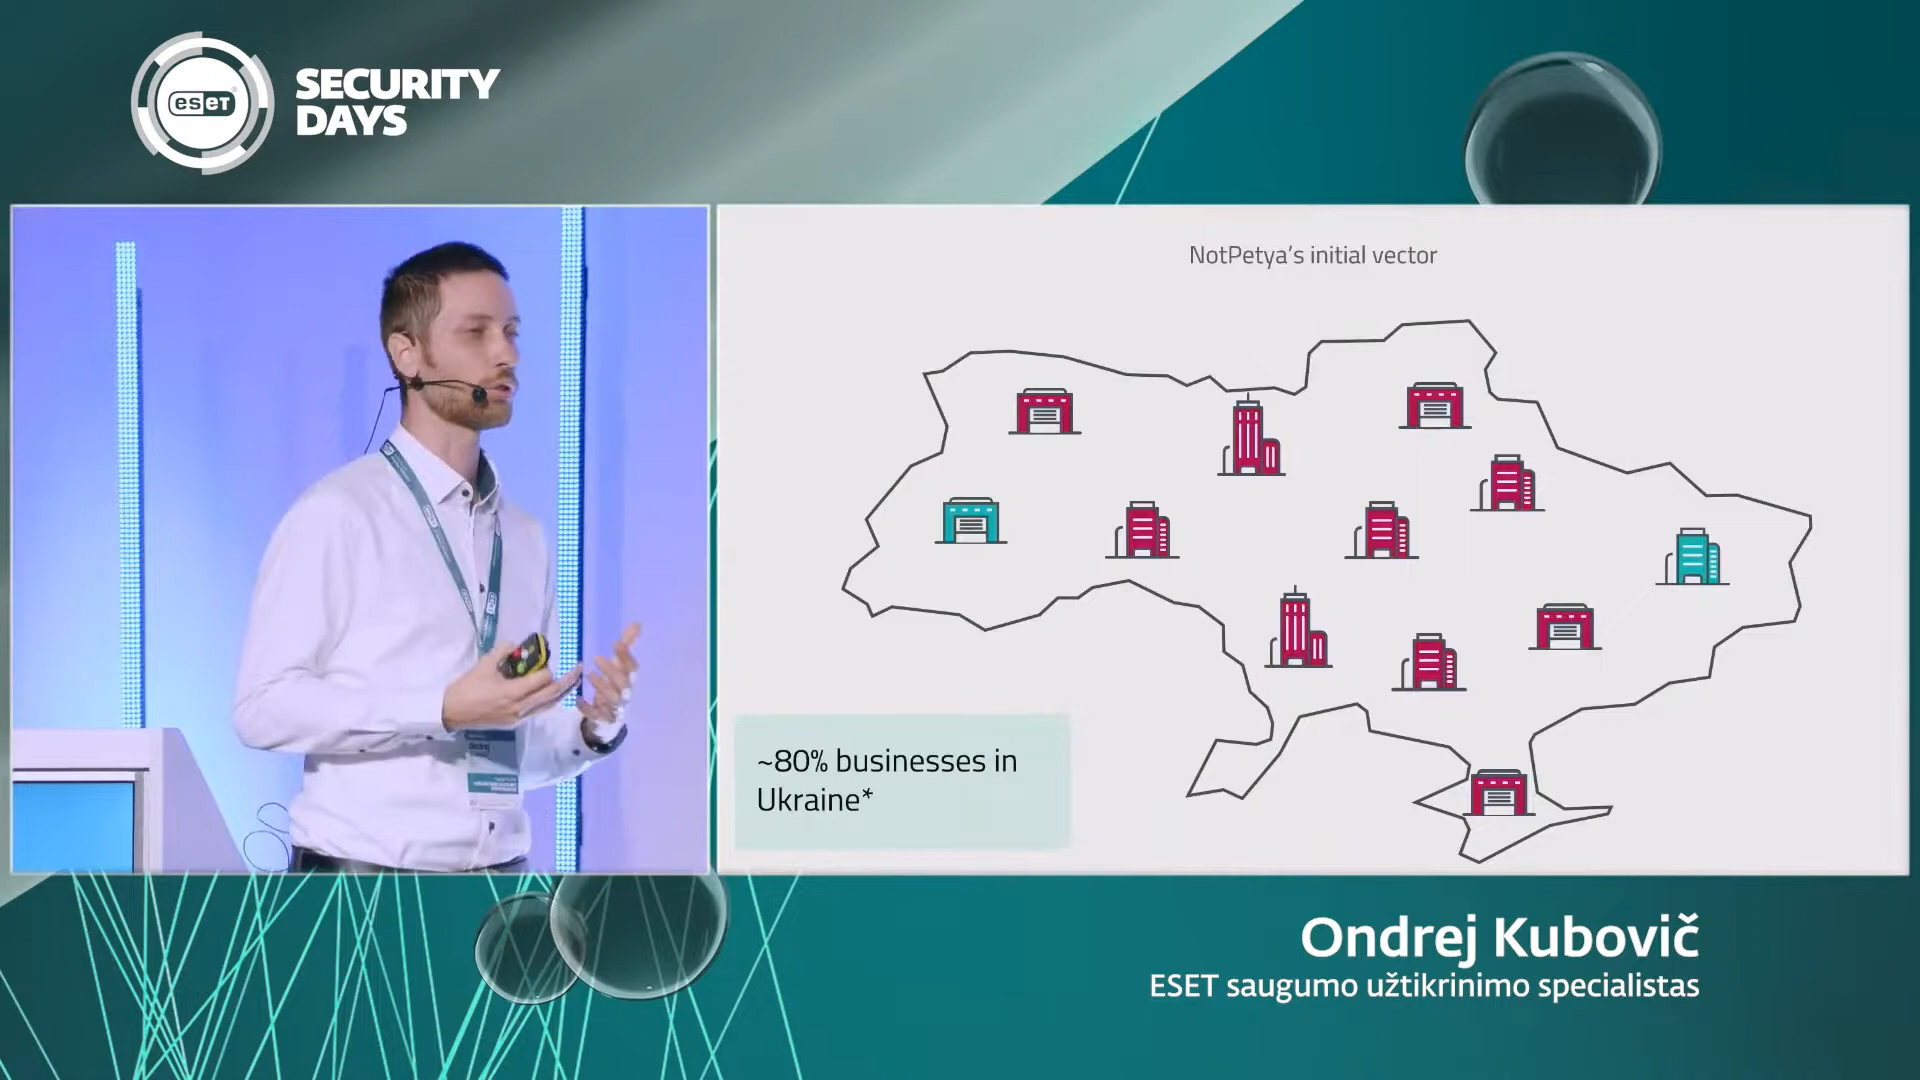 eset
SECURITY
DAYS
NotPetya's initial vector
~80% businesses in
Ukraine*
Ondrej Kubovič
ESET saugumo užtikrinimo specialistas